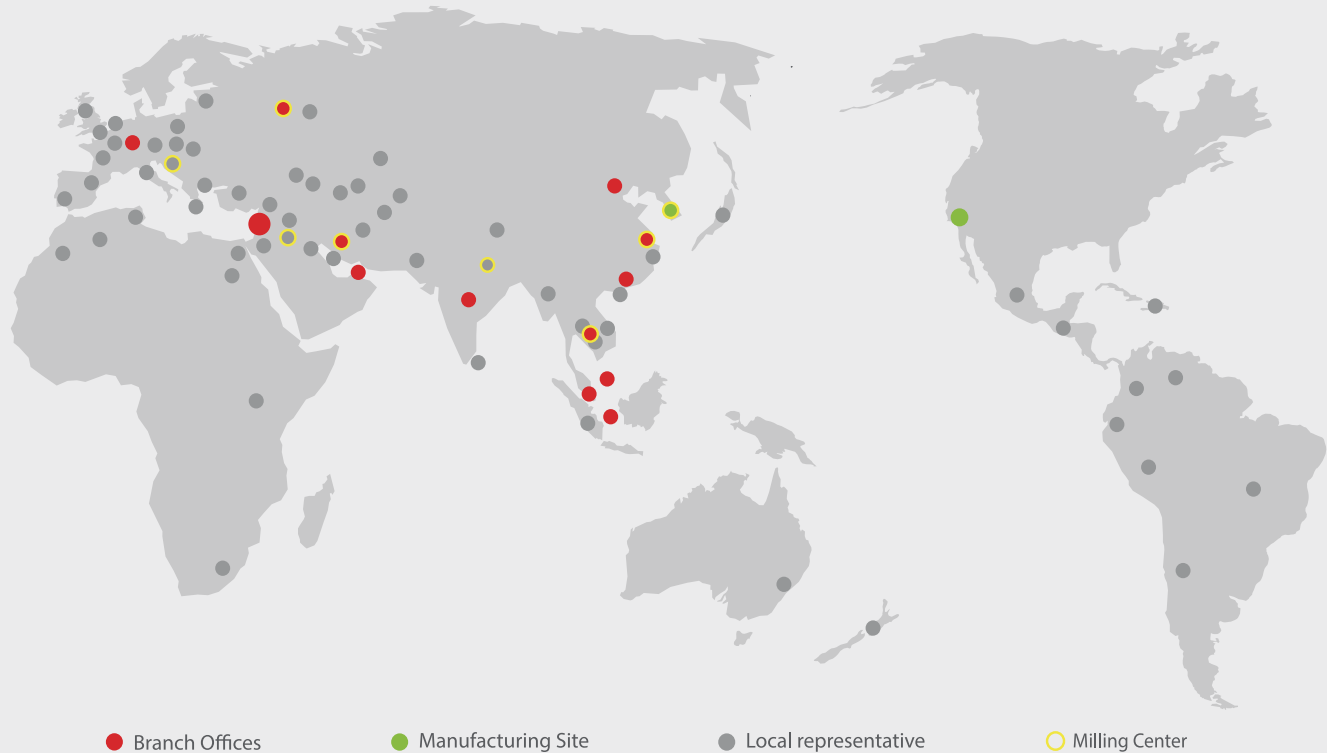 Branch Offices
Manufacturing Site
Local representative
Milling Center